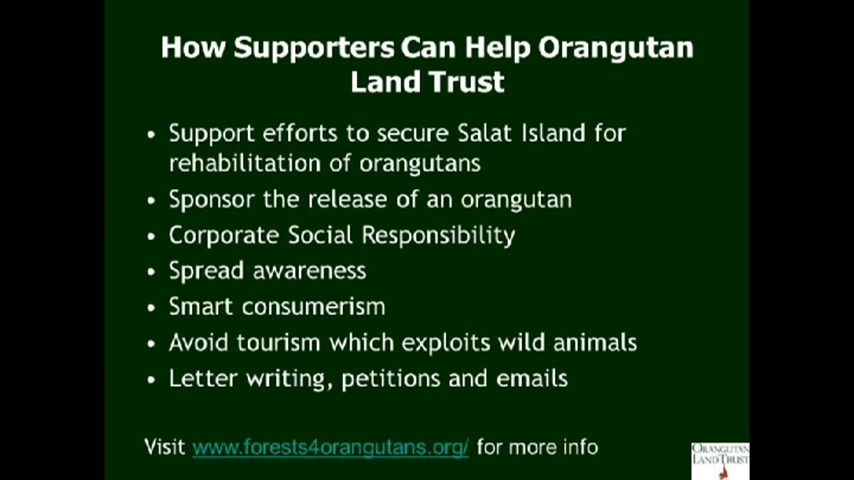 How Supporters Can Help Orangutan
Land Trust
• Support efforts to secure Salat Island for
rehabilitation of orangutans
• Sponsor the release of an orangutan
• Corporate Social Responsibility
• Spread awareness
• Smart consumerism
• Avoid tourism which exploits wild animals
• Letter writing, petitions and emails
Visit www.forests4orangutans.org/ for more info
ORANGUTAN
LAND TRUST